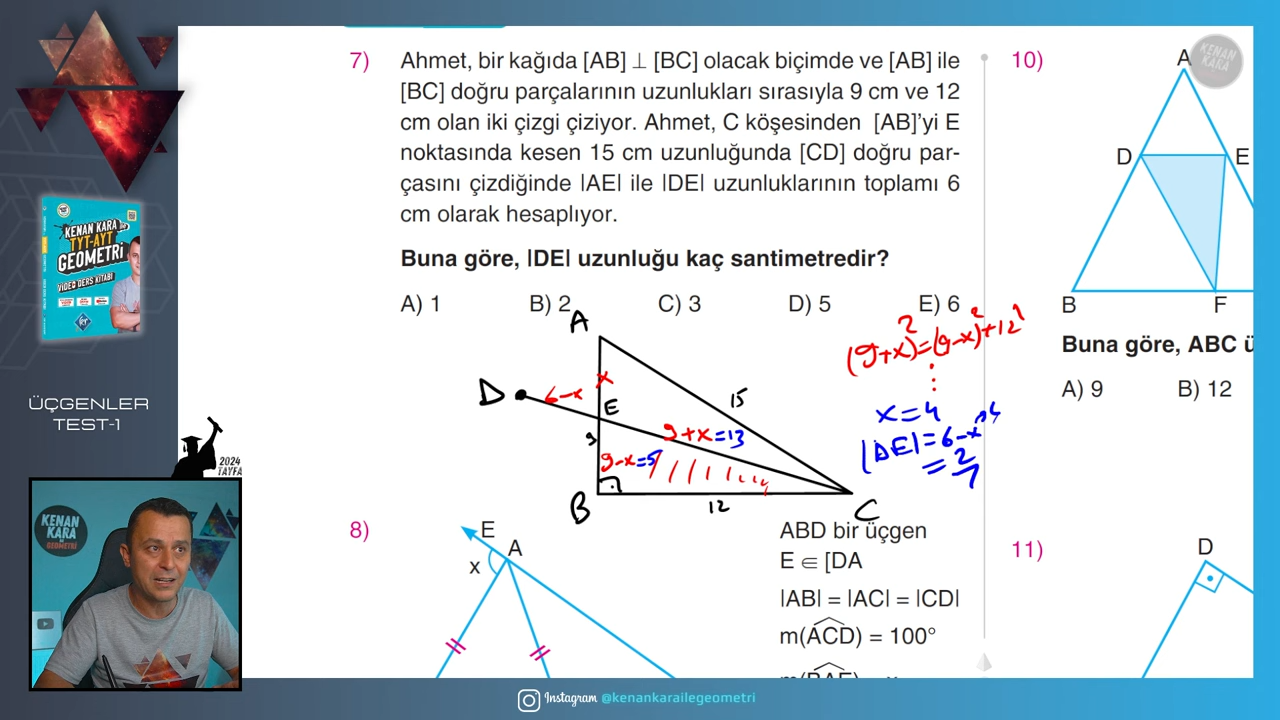 7)
Ahmet, bir kağıda [AB] ⊥ [BC] olacak biçimde ve [AB] ile
[BC] doğru parçalarının uzunlukları sırasıyla 9 cm ve 12
cm olan iki çizgi çiziyor. Ahmet, C köşesinden [AB]'yi E
noktasında kesen 15 cm uzunluğunda [CD] doğru par-
çasını çizdiğinde |AE| ile |DE| uzunluklarının toplamı 6
cm olarak hesaplıyor.
Buna göre, |DE| uzunluğu kaç santimetredir?
A) 1 B) 2 C) 3 D) 5 E) 6
A
D
6-x
x
E
15
9
9+x=13
9-x=5
B
12
C
(9+x)²=(9-x)²+12²
x=4
|DE|=6-x
=2
8)
E
A
x
ABD bir üçgen
E ∈ [DA
|AB| = |AC| = |CD|
m(ACD) = 100°
10)
A
D
E
B
F
Buna göre, ABC ü
A) 9 B) 12
11)
D
KENAN KARA
TYT-AYT
GEOMETRİ
VİDEO DERS KİTABI
ÜÇGENLER
TEST-1
2024
TAYFA
KENAN
KARA
GEOMETRİ
KENAN
KARA
Instagram @kenankarailegeometri